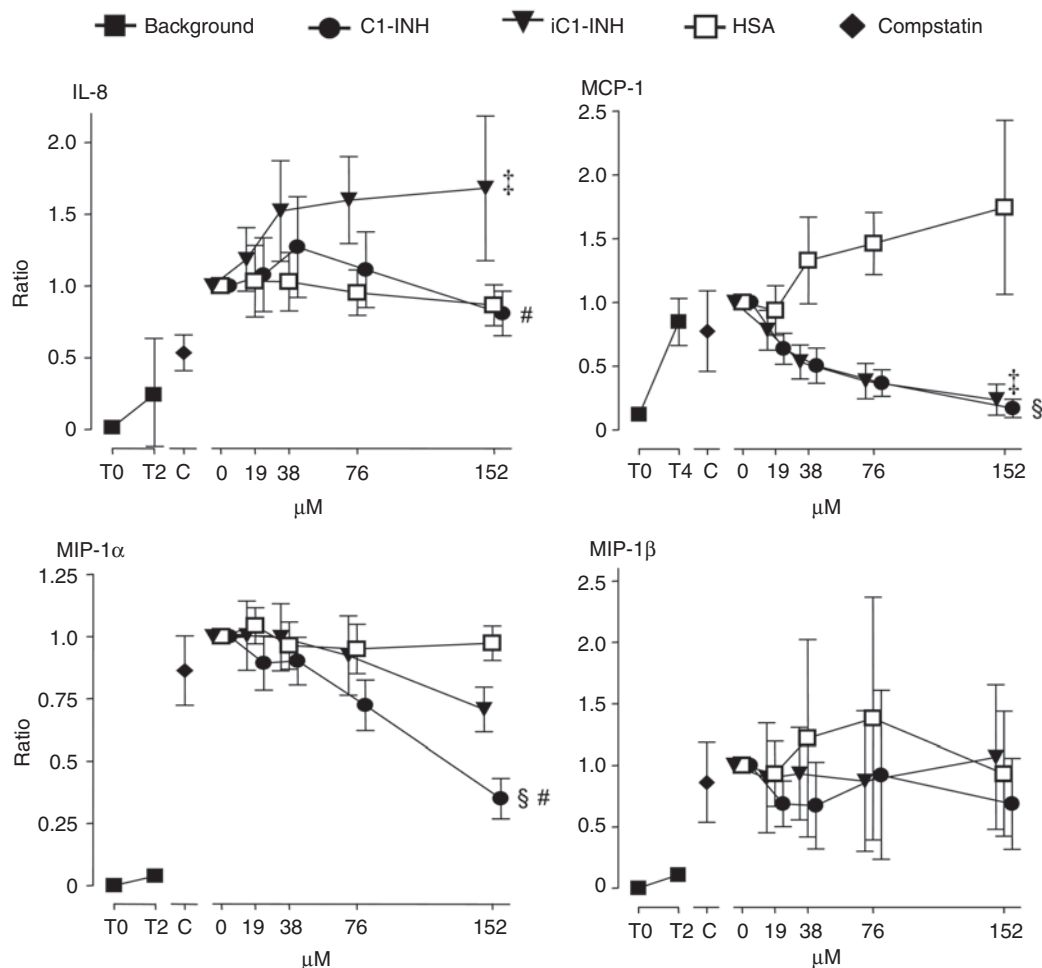 Background C1-INH iC1-INH HSA Compstatin
IL-8
2.0
1.5
1.0
0.5
0
Ratio
‡
#
T0 T2 C 0 19 38 76 152
μM
MCP-1
2.5
2.0
1.5
1.0
0.5
0
‡
§
T0 T4 C 0 19 38 76 152
μM
MIP-1α
1.25
1.0
0.75
0.5
0.25
0
Ratio
§ #
T0 T2 C 0 19 38 76 152
μM
MIP-1β
2.5
2.0
1.5
1.0
0.5
0
T0 T2 C 0 19 38 76 152
μM